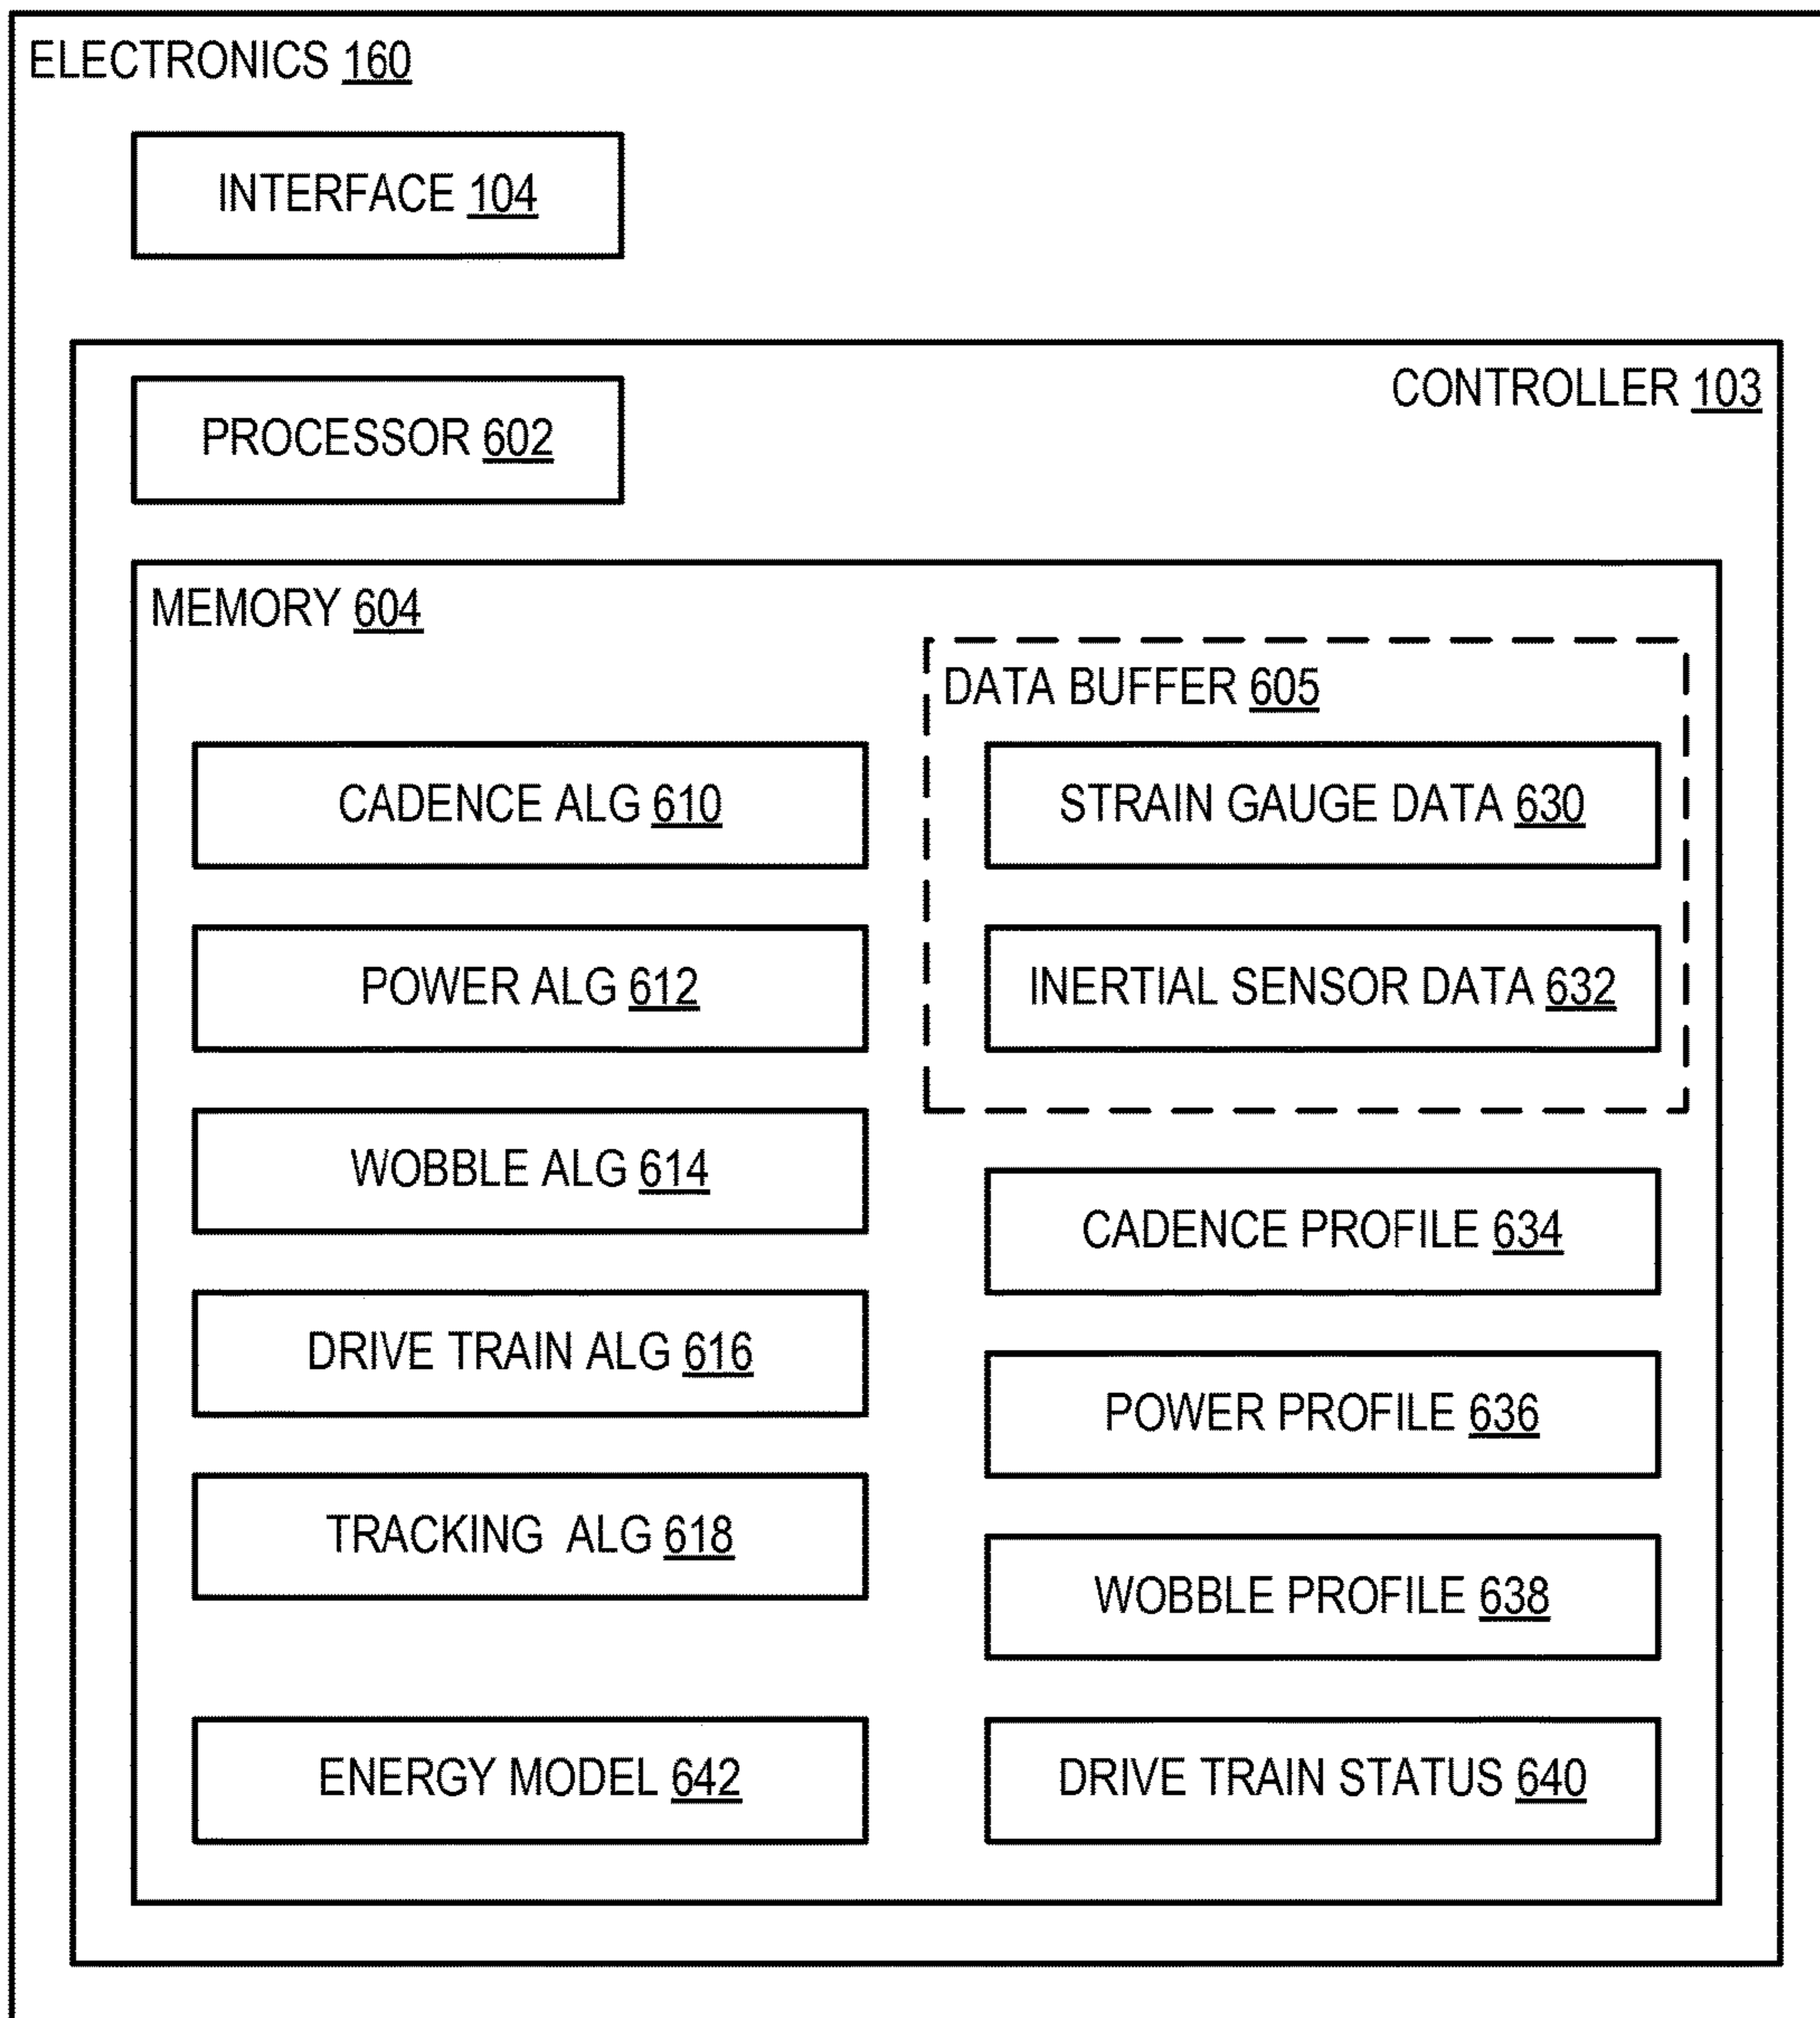 ELECTRONICS 160
INTERFACE 104
CONTROLLER 103
PROCESSOR 602
MEMORY 604
DATA BUFFER 605
CADENCE ALG 610
STRAIN GAUGE DATA 630
POWER ALG 612
INERTIAL SENSOR DATA 632
WOBBLE ALG 614
CADENCE PROFILE 634
DRIVE TRAIN ALG 616
POWER PROFILE 636
TRACKING ALG 618
WOBBLE PROFILE 638
ENERGY MODEL 642
DRIVE TRAIN STATUS 640